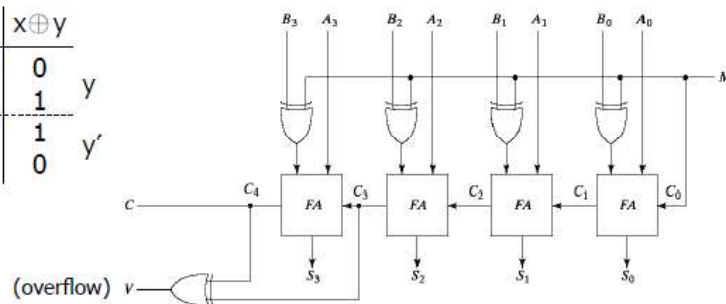 x⊕y
0
1
y
1
0
y′
B₃ A₃ B₂ A₂ B₁ A₁ B₀ A₀
M
C C₄ FA C₃ FA C₂ FA C₁ FA C₀
S₃ S₂ S₁ S₀
(overflow) V